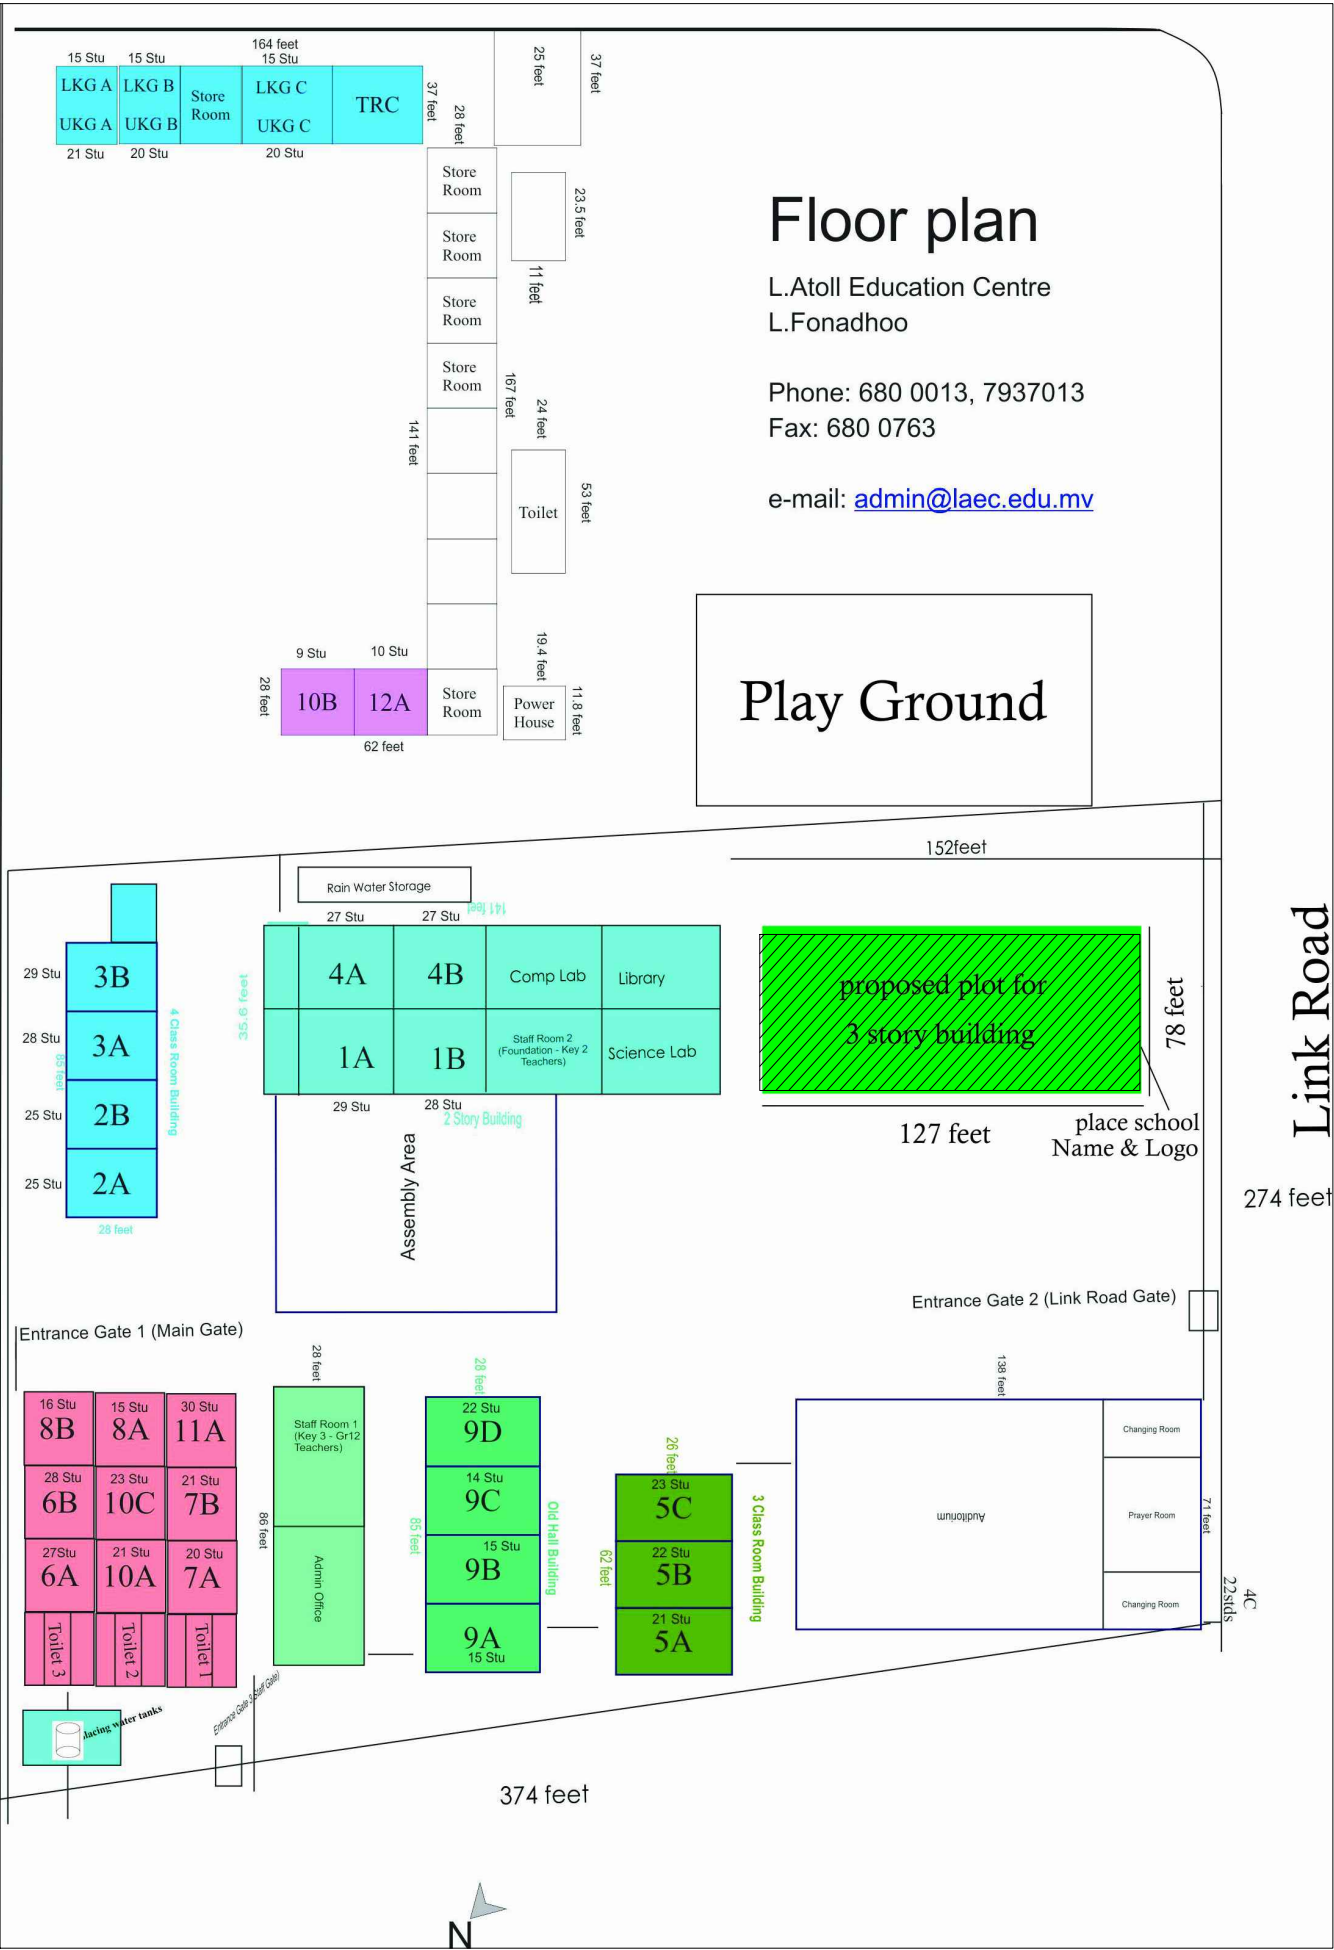 164 feet
15 Stu
15 Stu
15 Stu
LKG A
UKG A
LKG B
UKG B
Store
Room
LKG C
UKG C
TRC
21 Stu
20 Stu
20 Stu
37 feet
28 feet
25 feet
37 feet
Store
Room
23.5 feet
11 feet
Store
Room
Store
Room
Store
Room
167 feet
141 feet
24 feet
Toilet
53 feet
9 Stu
10 Stu
28 feet
10B
12A
Store
Room
62 feet
19.4 feet
Power
House
11.8 feet
Floor plan
L.Atoll Education Centre
L.Fonadhoo
Phone: 680 0013, 7937013
Fax: 680 0763
e-mail: admin@laec.edu.mv
Play Ground
152feet
Rain Water Storage
27 Stu
27 Stu
141 feet
35.6 feet
4A
4B
Comp Lab
Library
1A
1B
Staff Room 2
(Foundation - Key 2
Teachers)
Science Lab
29 Stu
28 Stu
2 Story Building
Assembly Area
29 Stu
3B
28 Stu
3A
85 feet
25 Stu
2B
25 Stu
2A
28 feet
4 Class Room Building
proposed plot for
3 story building
78 feet
127 feet
place school
Name & Logo
Link Road
274 feet
Entrance Gate 2 (Link Road Gate)
Entrance Gate 1 (Main Gate)
16 Stu
8B
15 Stu
8A
30 Stu
11A
28 Stu
6B
23 Stu
10C
21 Stu
7B
27Stu
6A
21 Stu
10A
20 Stu
7A
Toilet 3
Toilet 2
Toilet 1
lacing water tanks
Entrance Gate 3 (Staff Gate)
28 feet
Staff Room 1
(Key 3 - Gr12
Teachers)
86 feet
Admin Office
28 feet
22 Stu
9D
14 Stu
9C
15 Stu
9B
9A
15 Stu
85 feet
Old Hall Building
26 feet
23 Stu
5C
22 Stu
5B
21 Stu
5A
62 feet
3 Class Room Building
138 feet
Auditorium
Changing Room
Prayer Room
Changing Room
71 feet
4C
22stds
374 feet
N